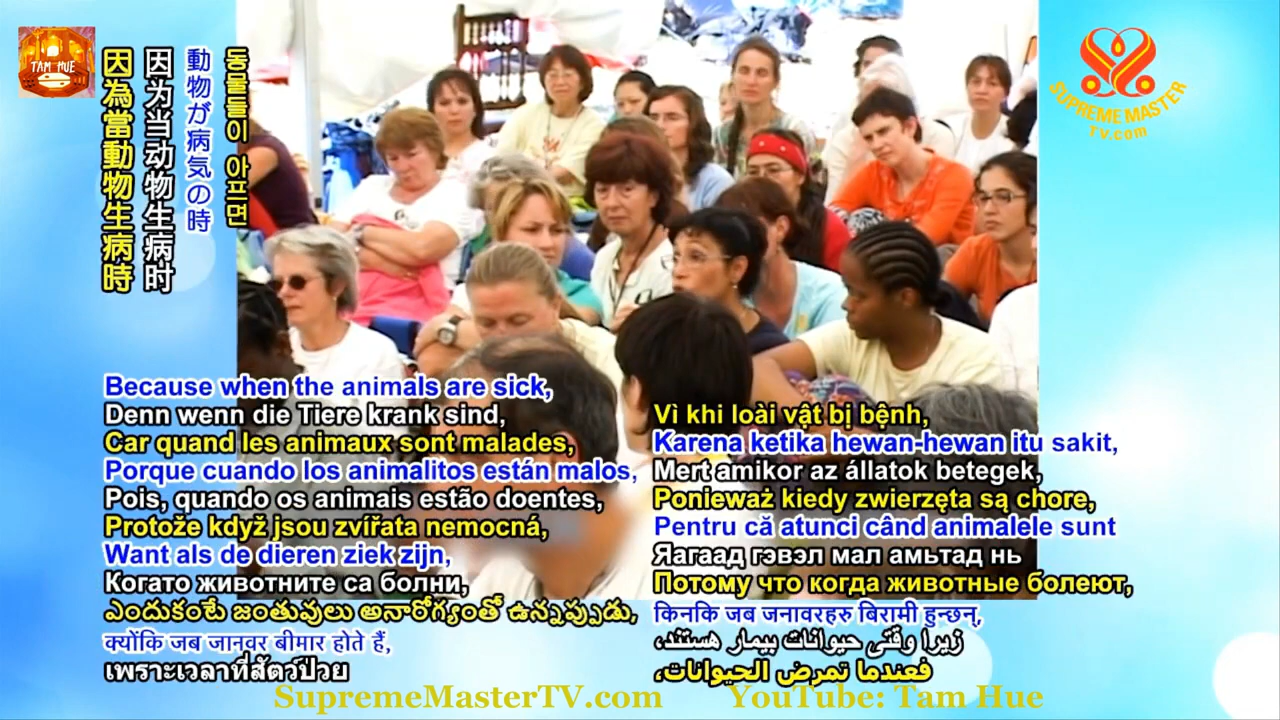 TAM HUE
因為當動物生病時
因为当动物生病时
動物が病気の時
동물들이 아프면
SUPREME MASTER
TV.com
Because when the animals are sick,
Denn wenn die Tiere krank sind,
Car quand les animaux sont malades,
Porque cuando los animalitos están malos,
Pois, quando os animais estão doentes,
Protože když jsou zvířata nemocná,
Want als de dieren ziek zijn,
Когато животните са болни,
ఎందుకంటే జంతువులు అనారోగ్యంతో ఉన్నప్పుడు,
क्योंकि जब जानवर बीमार होते हैं,
เพราะเวลาที่สัตว์ป่วย
Vì khi loài vật bị bệnh,
Karena ketika hewan-hewan itu sakit,
Mert amikor az állatok betegek,
Ponieważ kiedy zwierzęta są chore,
Pentru că atunci când animalele sunt
Яагаад гэвэл мал амьтад нь
Потому что когда животные болеют,
किनकि जब जनावरहरु बिरामी हुन्छन्,
زیرا وقتی حیوانات بیمار هستند،
فعندما تمرض الحيوانات،
SupremeMasterTV.com
YouTube: Tam Hue